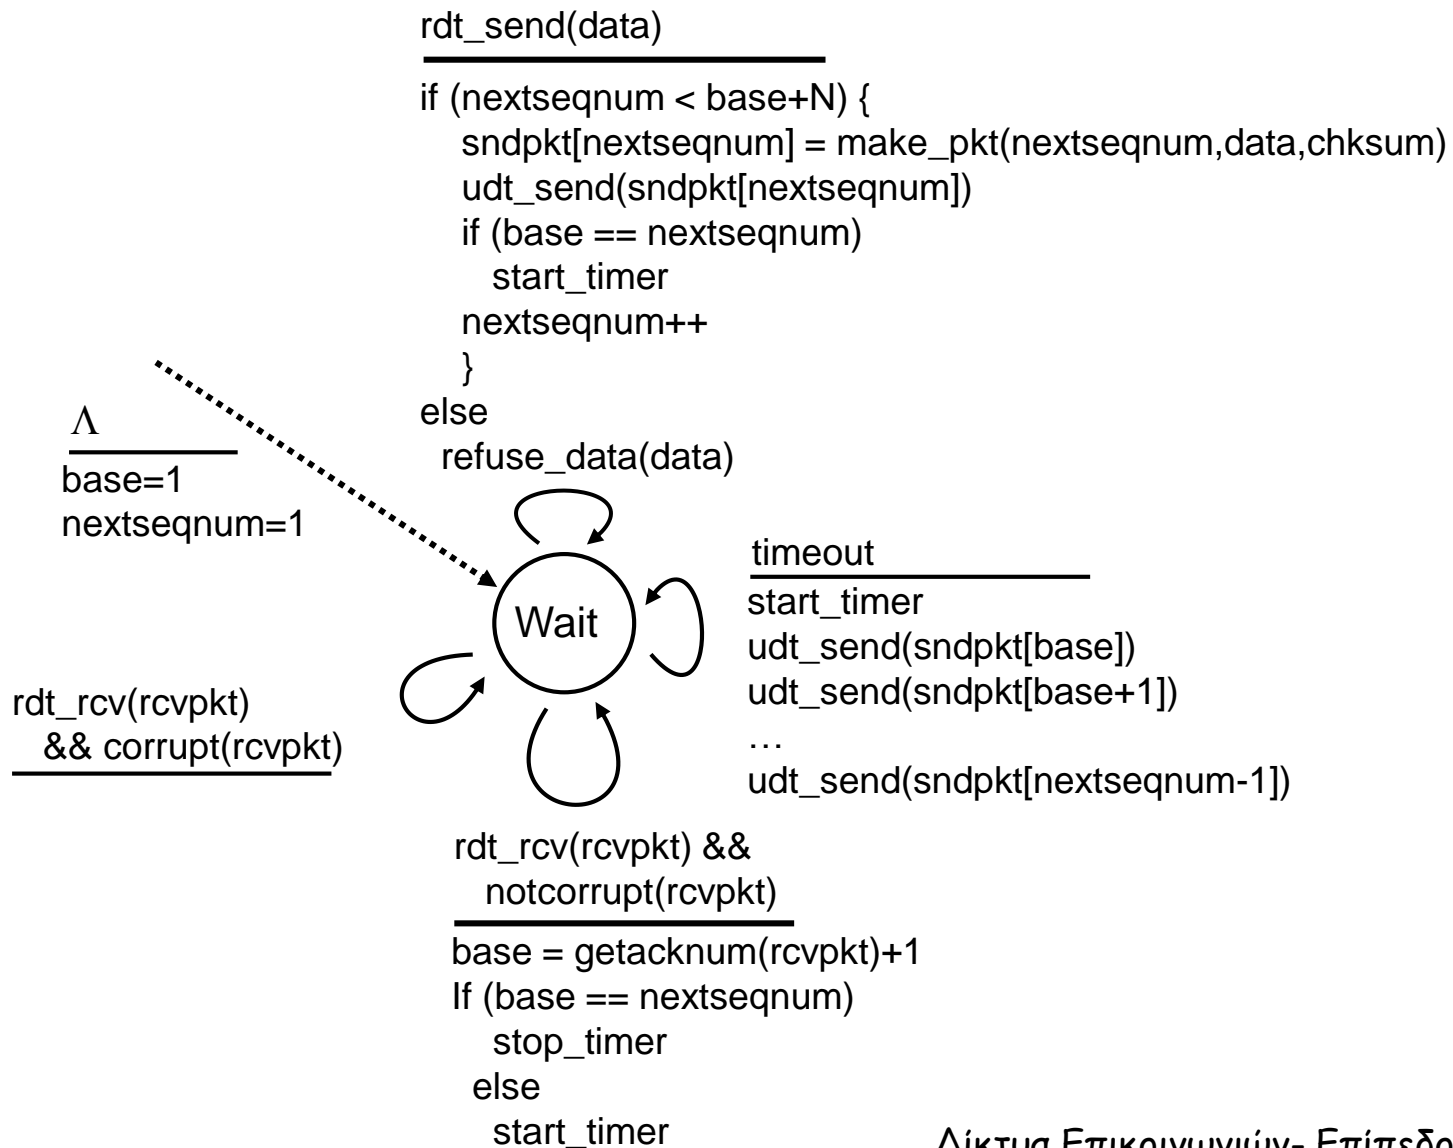 rdt_send(data)
if (nextseqnum < base+N) {
sndpkt[nextseqnum] = make_pkt(nextseqnum,data,chksum)
udt_send(sndpkt[nextseqnum])
if (base == nextseqnum)
start_timer
nextseqnum++
}
else
refuse_data(data)
Λ
base=1
nextseqnum=1
Wait
timeout
start_timer
udt_send(sndpkt[base])
udt_send(sndpkt[base+1])
…
udt_send(sndpkt[nextseqnum-1])
rdt_rcv(rcvpkt)
&& corrupt(rcvpkt)
rdt_rcv(rcvpkt) &&
notcorrupt(rcvpkt)
base = getacknum(rcvpkt)+1
If (base == nextseqnum)
stop_timer
else
start_timer
Δίκτυα Επικοινωνιών- Επίπεδο